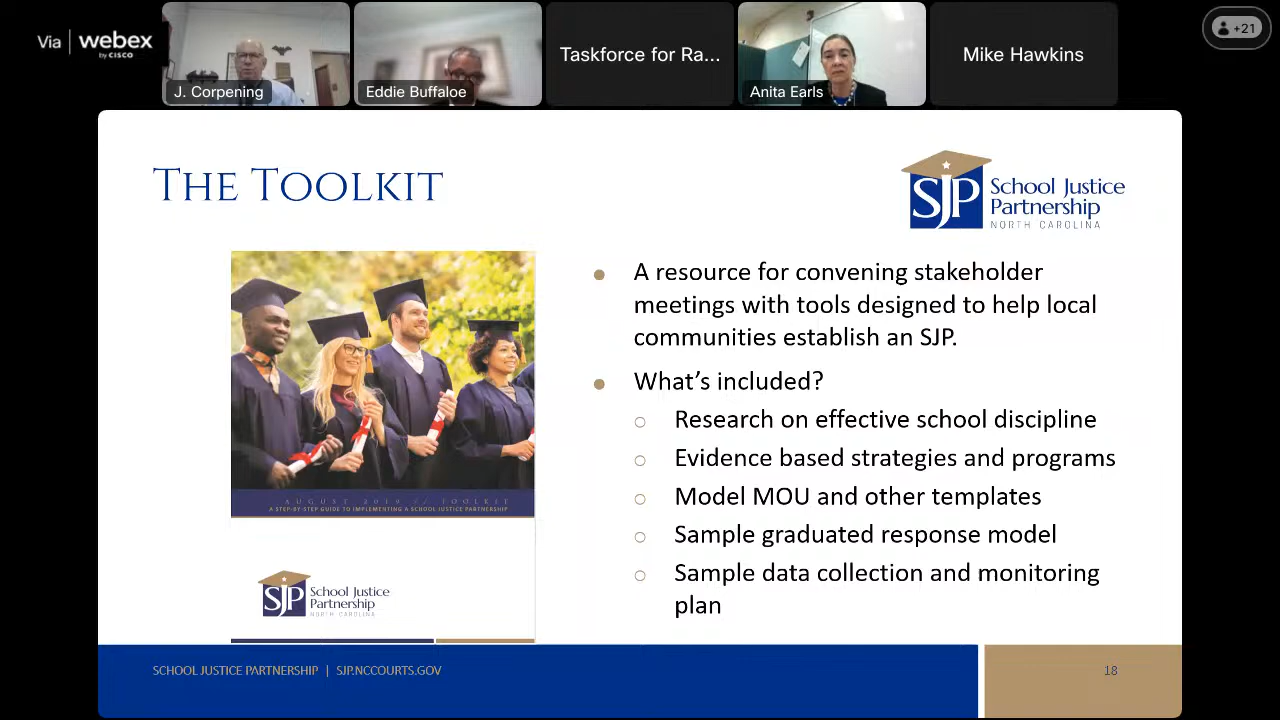 Via webex
by CISCO
J. Corpening
Eddie Buffaloe
Taskforce for Ra...
Anita Earls
Mike Hawkins
+21
THE TOOLKIT
SJP School Justice
Partnership
NORTH CAROLINA
AUGUST 2019 // TOOLKIT
A STEP-BY-STEP GUIDE TO IMPLEMENTING A SCHOOL JUSTICE PARTNERSHIP
SJP School Justice
Partnership
NORTH CAROLINA
A resource for convening stakeholder
meetings with tools designed to help local
communities establish an SJP.
What's included?
Research on effective school discipline
Evidence based strategies and programs
Model MOU and other templates
Sample graduated response model
Sample data collection and monitoring
plan
SCHOOL JUSTICE PARTNERSHIP | SJP.NCCOURTS.GOV
18